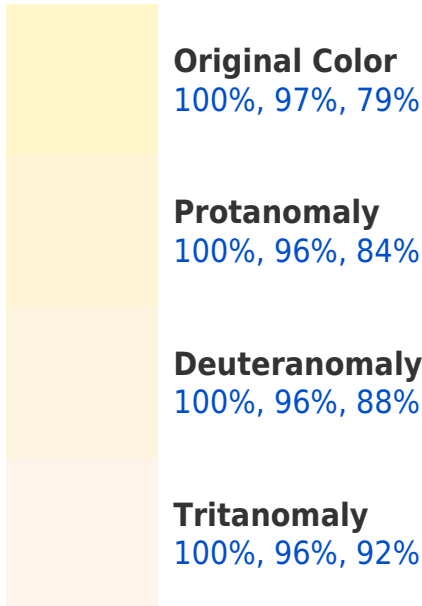 Original Color
100%, 97%, 79%
Protanomaly
100%, 96%, 84%
Deuteranomaly
100%, 96%, 88%
Tritanomaly
100%, 96%, 92%